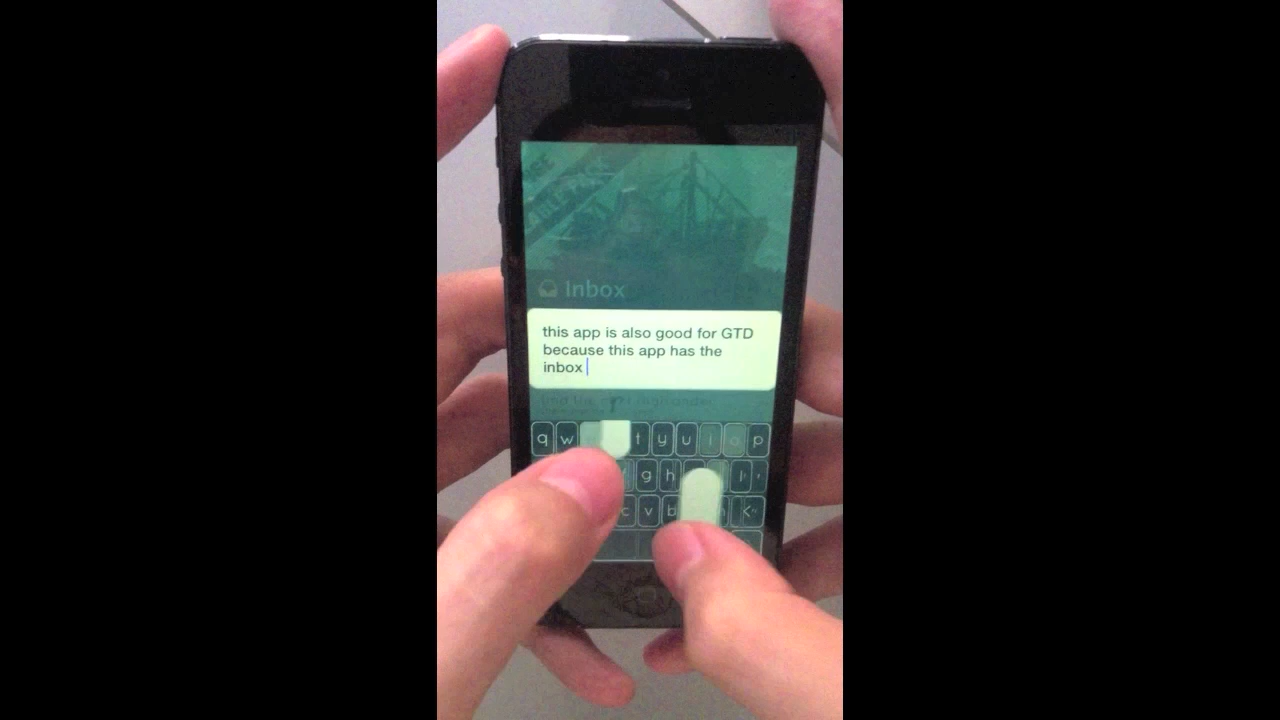 Inbox
this app is also good for GTD
because this app has the
inbox
q w t y u i o p
g h l
c v b